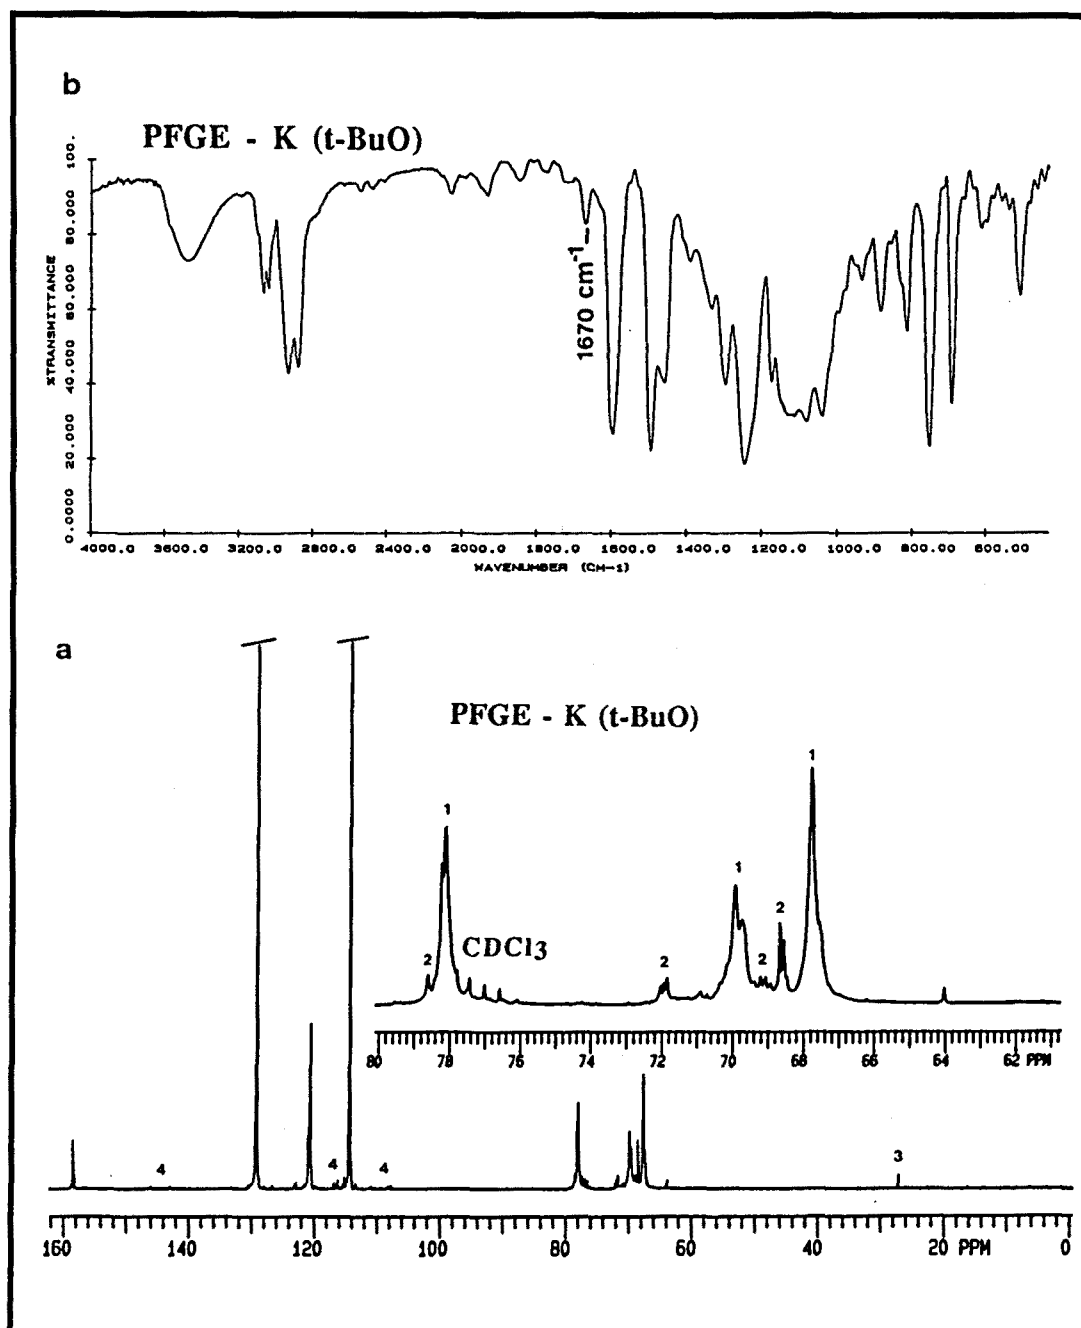 b
PFGE - K (t-BuO)
100.
80.000
60.000
40.000
20.000
0.0000
%TRANSMITTANCE
1670 cm-1
4000.0 3600.0 3200.0 2800.0 2400.0 2000.0 1800.0 1600.0 1400.0 1200.0 1000.0 800.00 600.00
WAVENUMBER (CM-1)
a
PFGE - K (t-BuO)
1
1
1
2
CDCl3
2
2
2
80 78 76 74 72 70 68 66 64 62 PPM
4
4
4
3
160 140 120 100 80 60 40 20 PPM 0